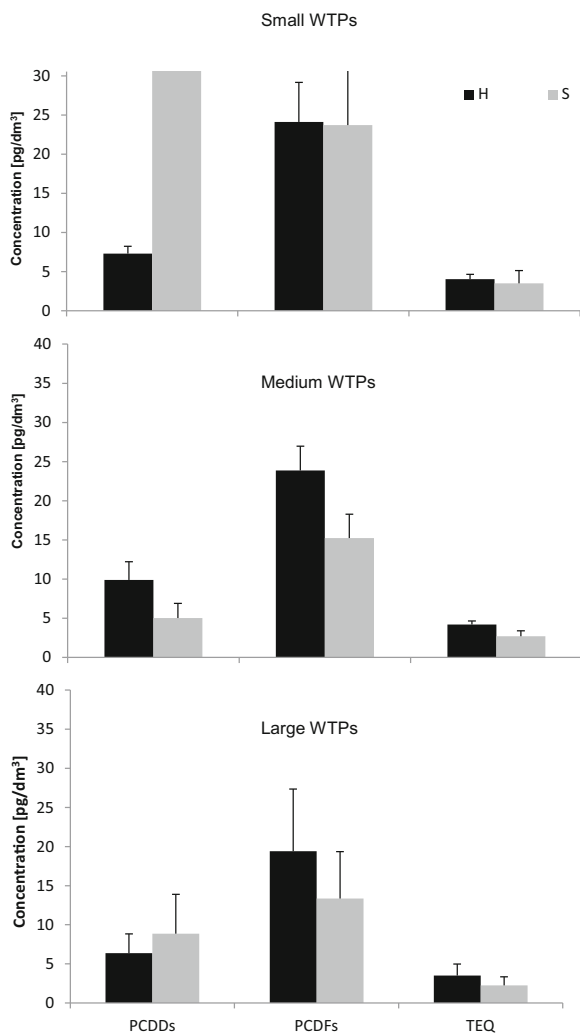 Small WTPs
Concentration [pg/dm³]
30
25
20
15
10
5
0
H
S
Medium WTPs
Concentration [pg/dm³]
40
35
30
25
20
15
10
5
0
Large WTPs
Concentration [pg/dm³]
40
35
30
25
20
15
10
5
0
PCDDs
PCDFs
TEQ